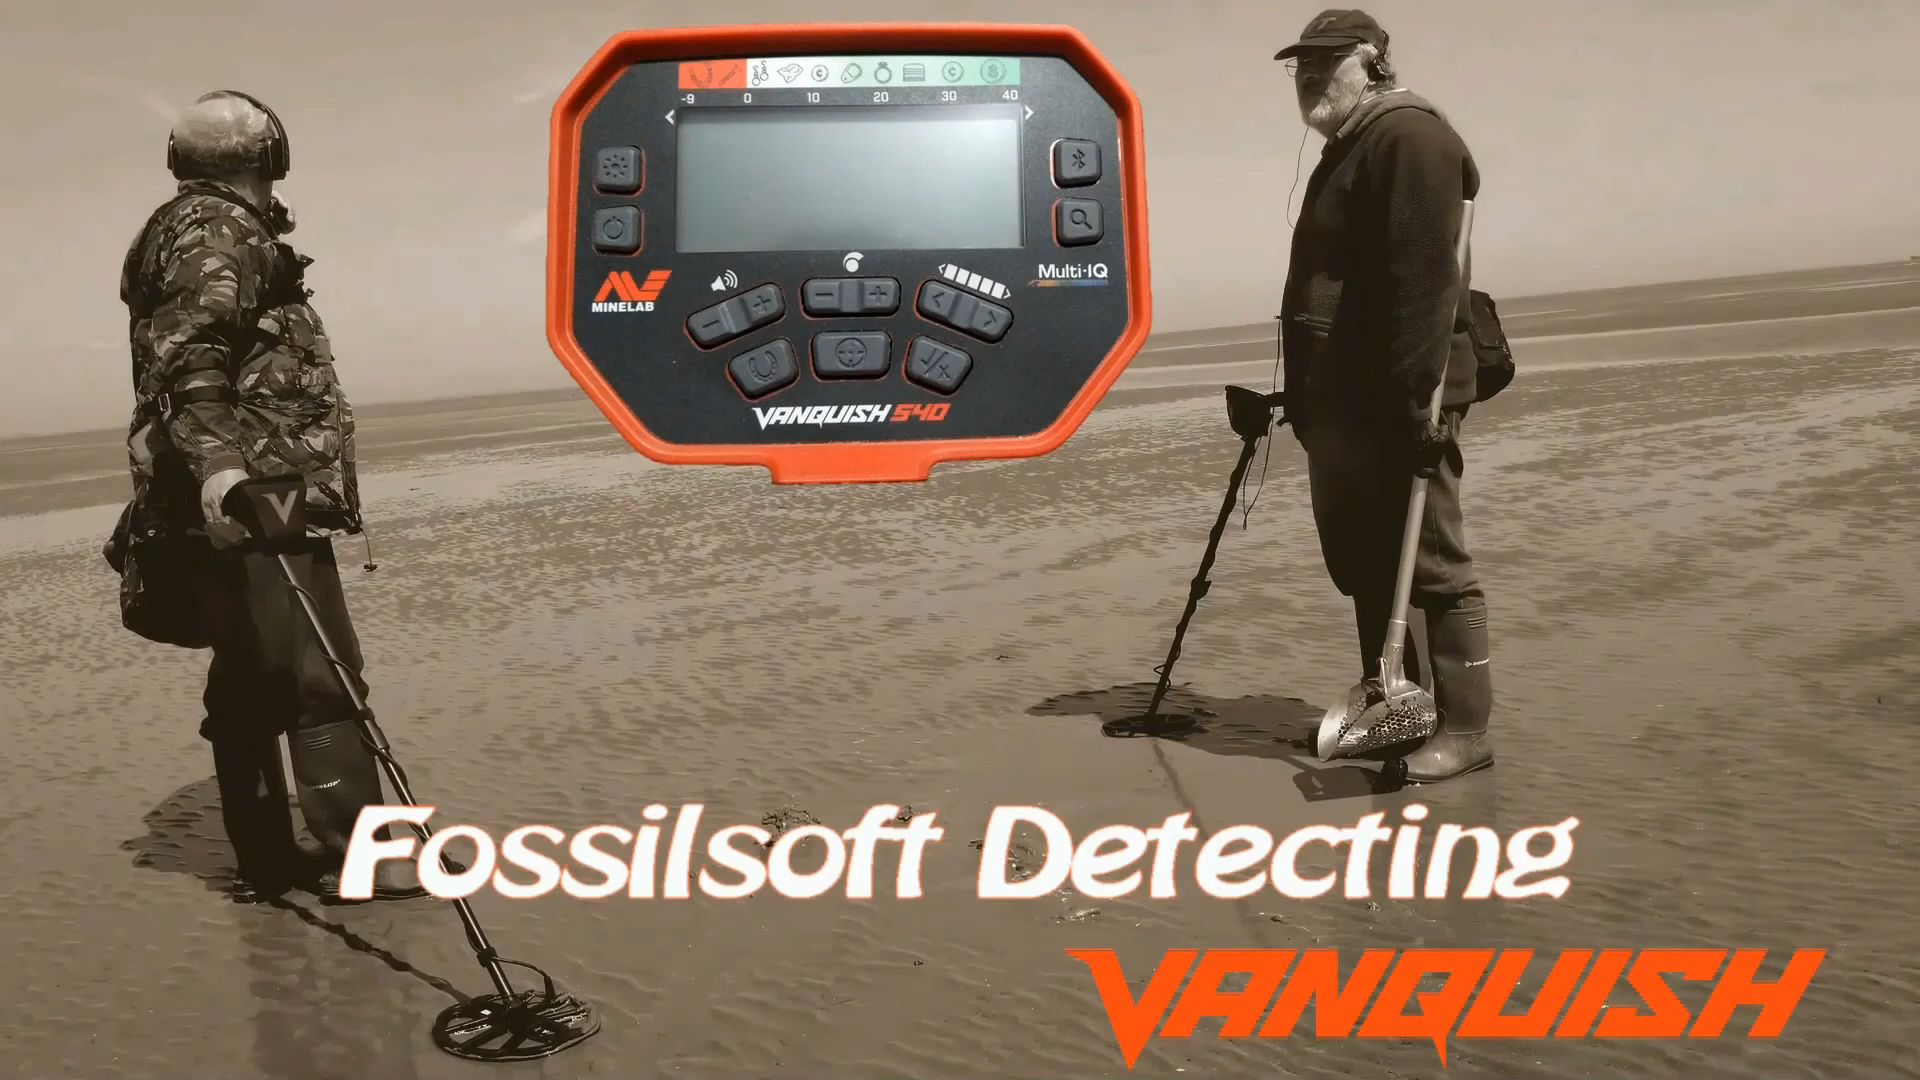 -9 0 10 20 30 40
Multi-IQ
MINELAB
VANQUISH 540
V
Fossilsoft Detecting
VANQUISH